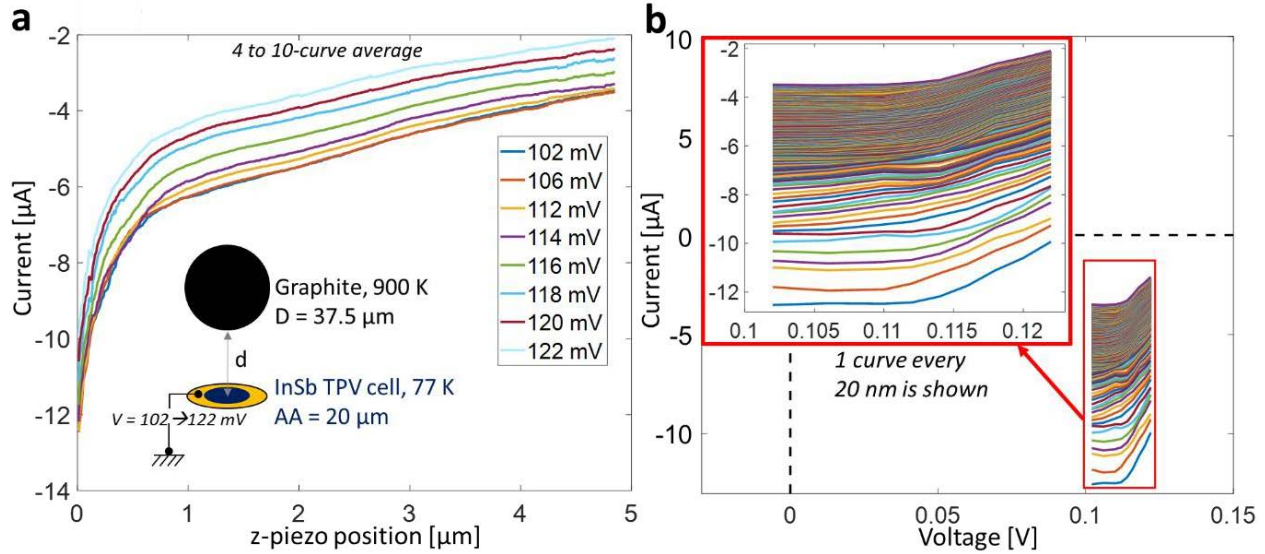 a
4 to 10-curve average
-2
-4
-6
-8
-10
-12
-14
Current [µA]
0 1 2 3 4 5
z-piezo position [µm]
102 mV
106 mV
112 mV
114 mV
116 mV
118 mV
120 mV
122 mV
Graphite, 900 K
D = 37.5 µm
d
InSb TPV cell, 77 K
AA = 20 µm
V = 102→122 mV
b
10
5
0
-5
-10
Current [µA]
-2
-4
-6
-8
-10
-12
0.1 0.105 0.11 0.115 0.12
1 curve every
20 nm is shown
0 0.05 0.1 0.15
Voltage [V]